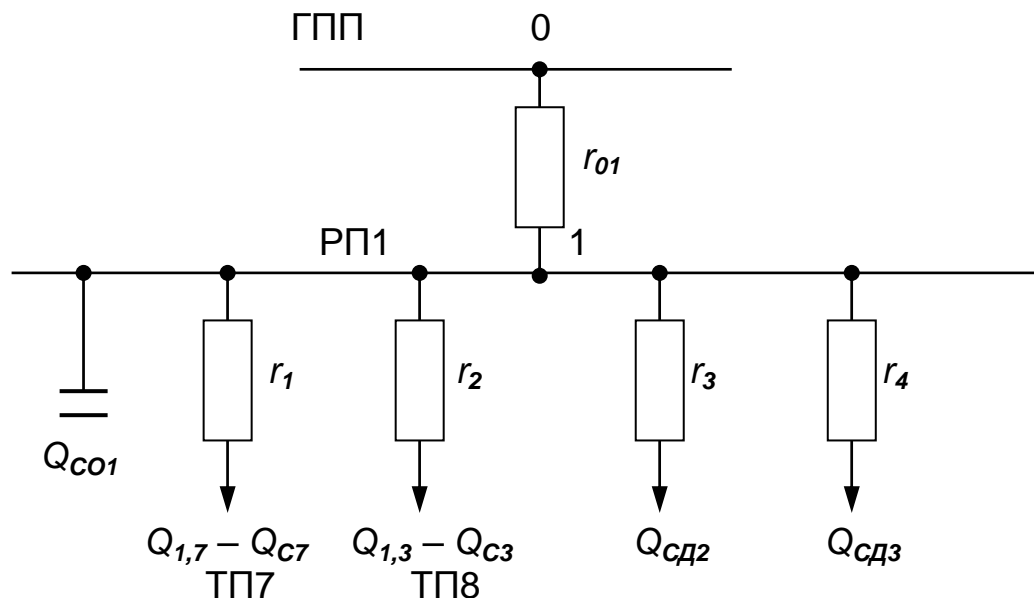 ГПП 0
r01
РП1 1
r1 r2 r3 r4
QCO1
Q1,7 – QC7 Q1,3 – QC3 QСД2 QСД3
ТП7 ТП8